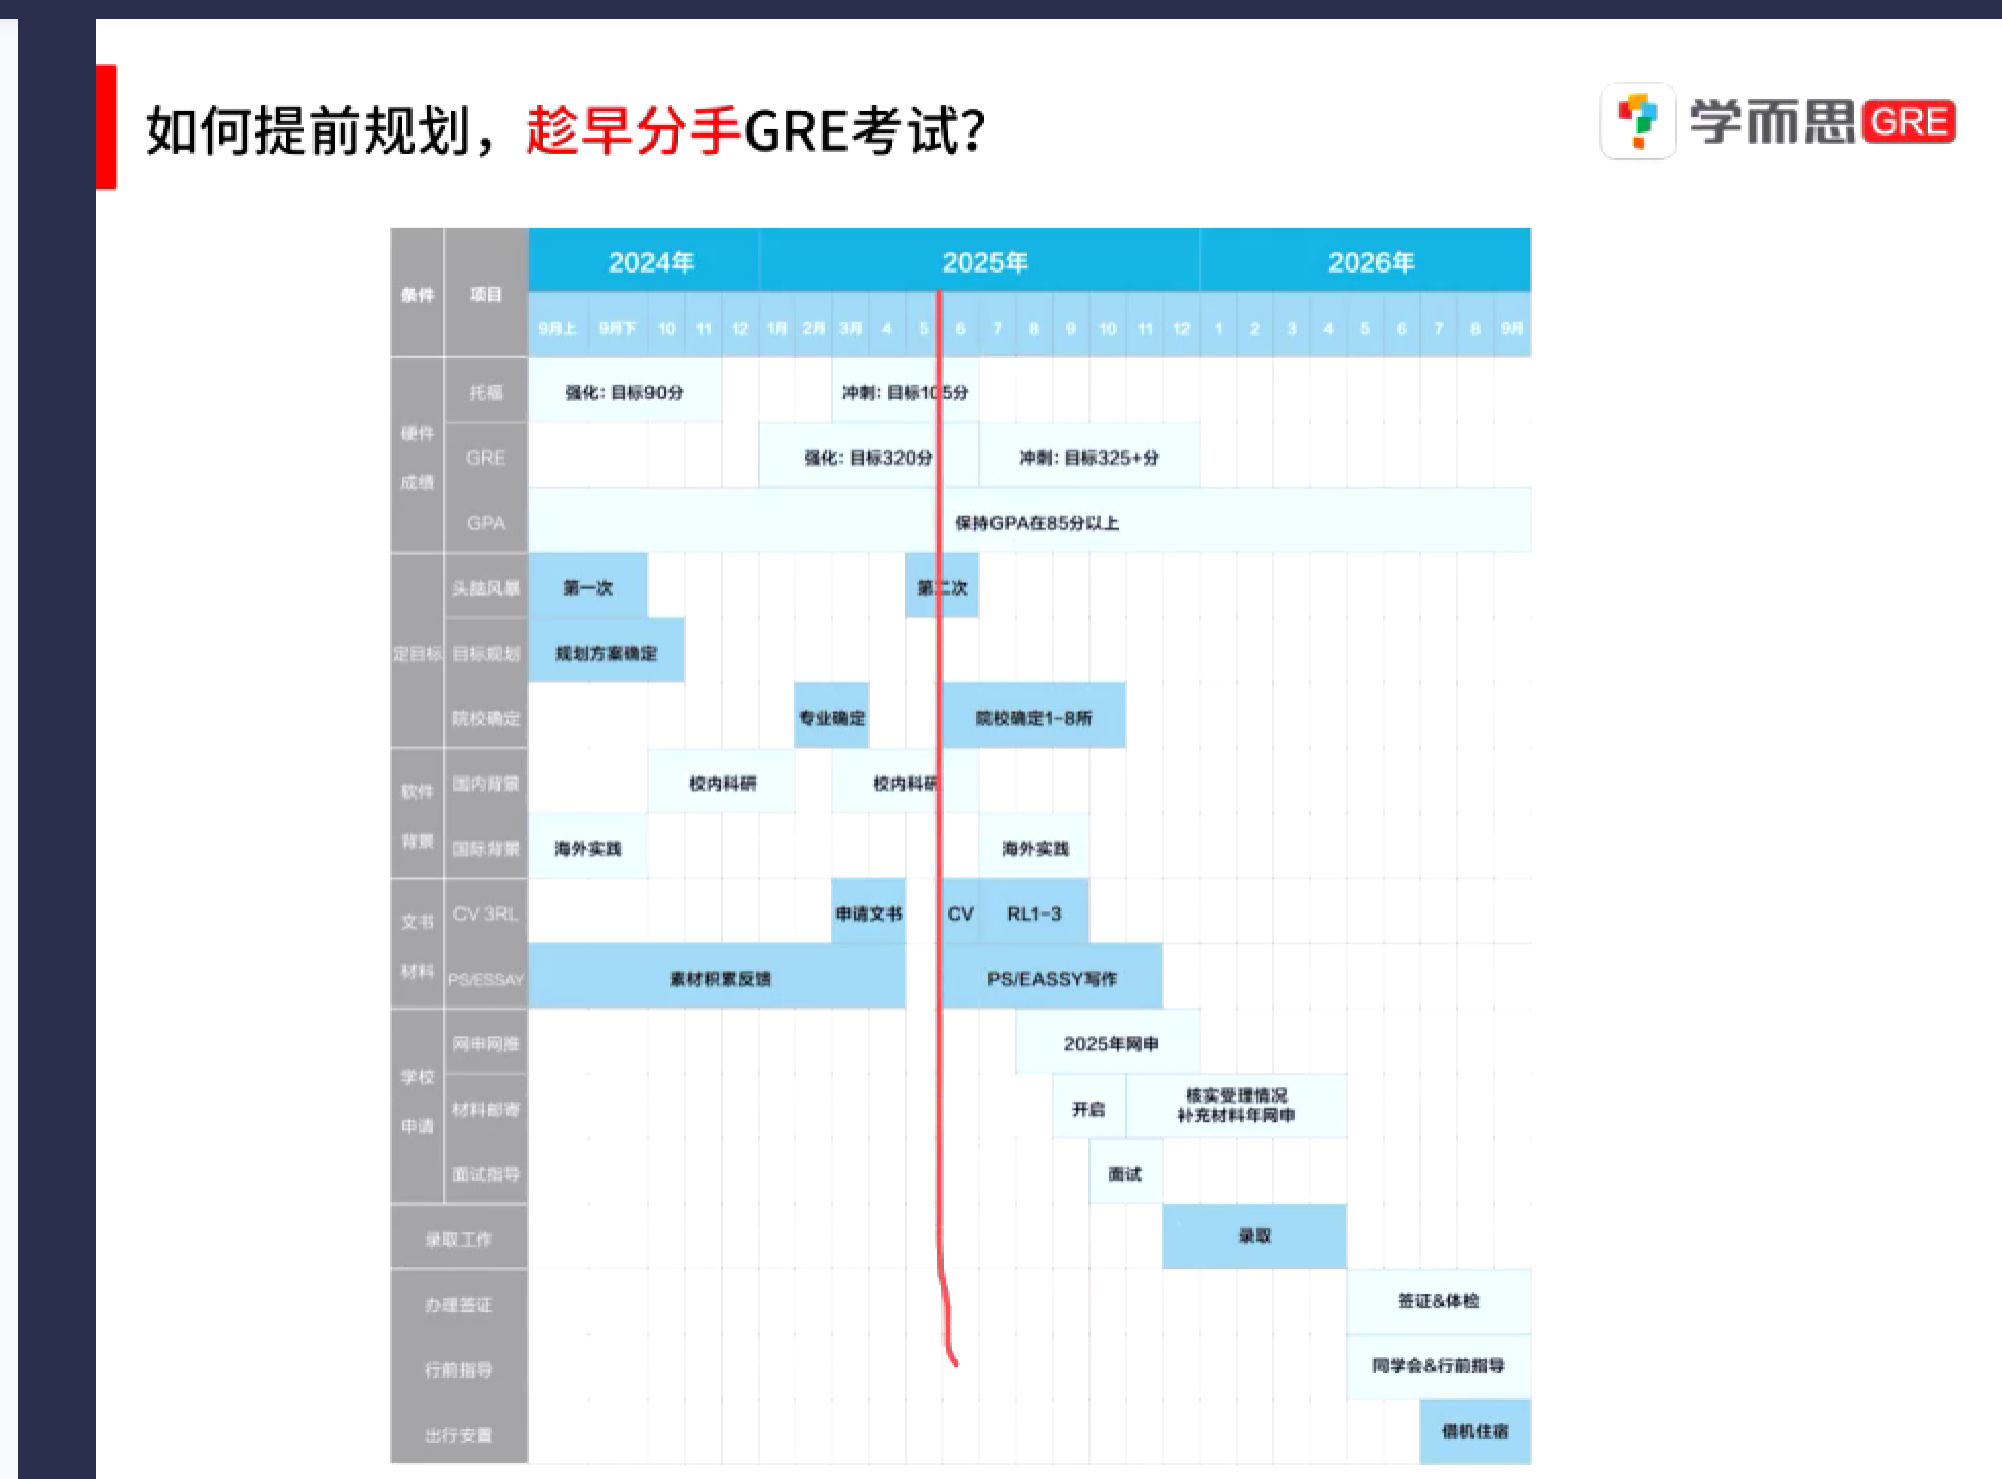 如何提前规划，趁早分手GRE考试？
学而思GRE
条件 项目 2024年 2025年 2026年
9月上 9月下 10 11 12 1月 2月 3月 4 5 6 7 8 9 10 11 12 1 2 3 4 5 6 7 8 9月
硬件成绩
托福 强化：目标90分 冲刺：目标105分
GRE 强化：目标320分 冲刺：目标325+分
GPA 保持GPA在85分以上
定目标
头脑风暴 第一次 第二次
目标规划 规划方案确定
院校确定 专业确定 院校确定1-8所
软件背景
国内背景 校内科研 校内科研
国际背景 海外实践 海外实践
文书材料
CV 3RL 申请文书 CV RL1-3
PS/ESSAY 素材积累反馈 PS/EASSY写作
学校申请
网申网推 2025年网申
材料邮寄 开启 核实受理情况
补充材料年网申
面试指导 面试
录取工作 录取
办理签证 签证&体检
行前指导 同学会&行前指导
出行安置 借机住宿